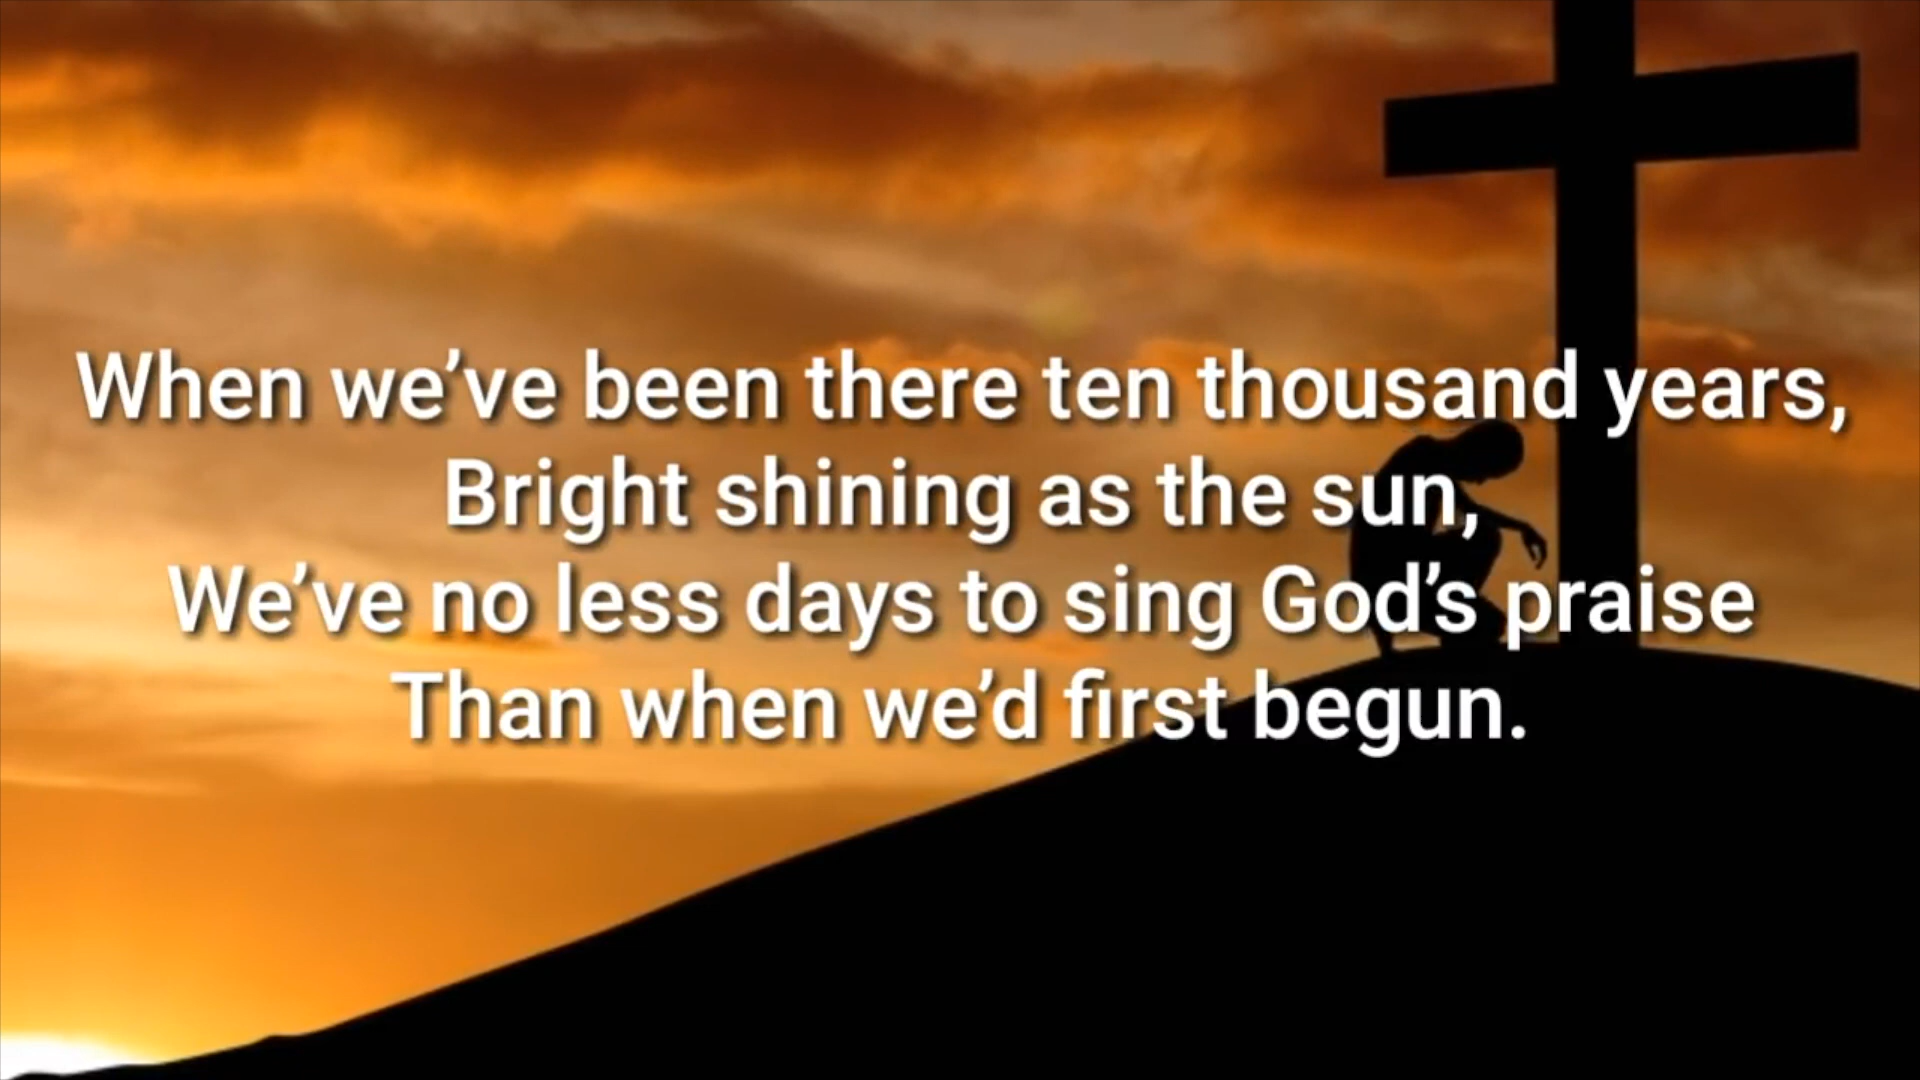 When we’ve been there ten thousand years,
Bright shining as the sun,
We’ve no less days to sing God’s praise
Than when we’d first begun.